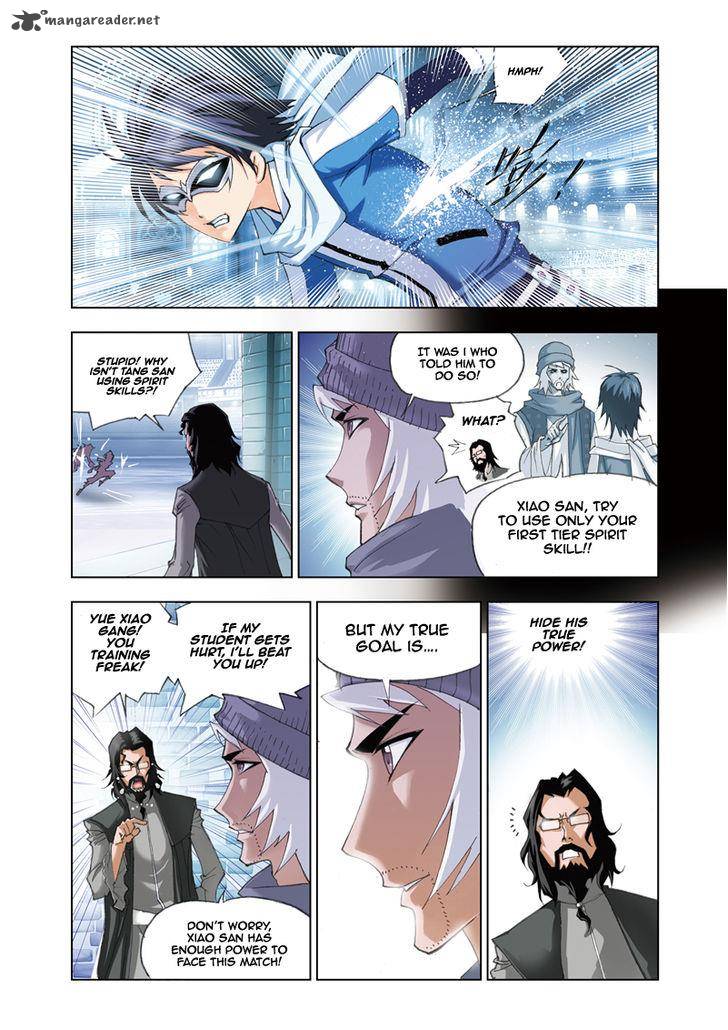 mangareader.net
HMPH!
STUPID! WHY
ISN'T TANG SAN
USING SPIRIT
SKILLS?!
IT WAS I WHO
TOLD HIM TO
DO SO!
WHAT?
XIAO SAN, TRY
TO USE ONLY YOUR
FIRST TIER SPIRIT
SKILL!!
YUE XIAO
GANG!
YOU
TRAINING
FREAK!
IF MY
STUDENT GETS
HURT, I'LL BEAT
YOU UP!
DON'T WORRY,
XIAO SAN HAS
ENOUGH POWER TO
FACE THIS MATCH!
BUT MY TRUE
GOAL IS....
HIDE HIS
TRUE
POWER!